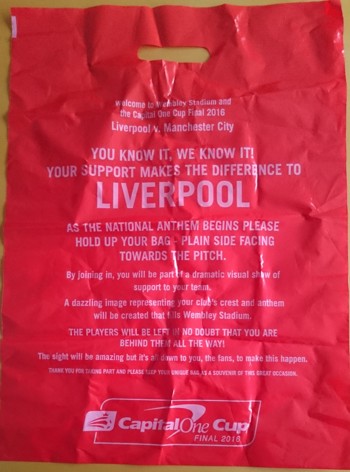 Welcome to Wembley Stadium and
the Capital One Cup Final 2016
Liverpool v. Manchester City
YOU KNOW IT, WE KNOW IT!
YOUR SUPPORT MAKES THE DIFFERENCE TO
LIVERPOOL
AS THE NATIONAL ANTHEM BEGINS PLEASE
HOLD UP YOUR BAG - PLAIN SIDE FACING
TOWARDS THE PITCH.
By joining in, you will be part of a dramatic visual show of
support to your team.
A dazzling image representing your club's crest and anthem
will be created that fills Wembley Stadium.
THE PLAYERS WILL BE LEFT IN NO DOUBT THAT YOU ARE
BEHIND THEM ALL THE WAY!
The sight will be amazing but it's all down to you, the fans, to make this happen.
THANK YOU FOR TAKING PART AND PLEASE KEEP YOUR UNIQUE BAG AS A SOUVENIR OF THIS GREAT OCCASION.
Capital One Cup
FINAL 2016